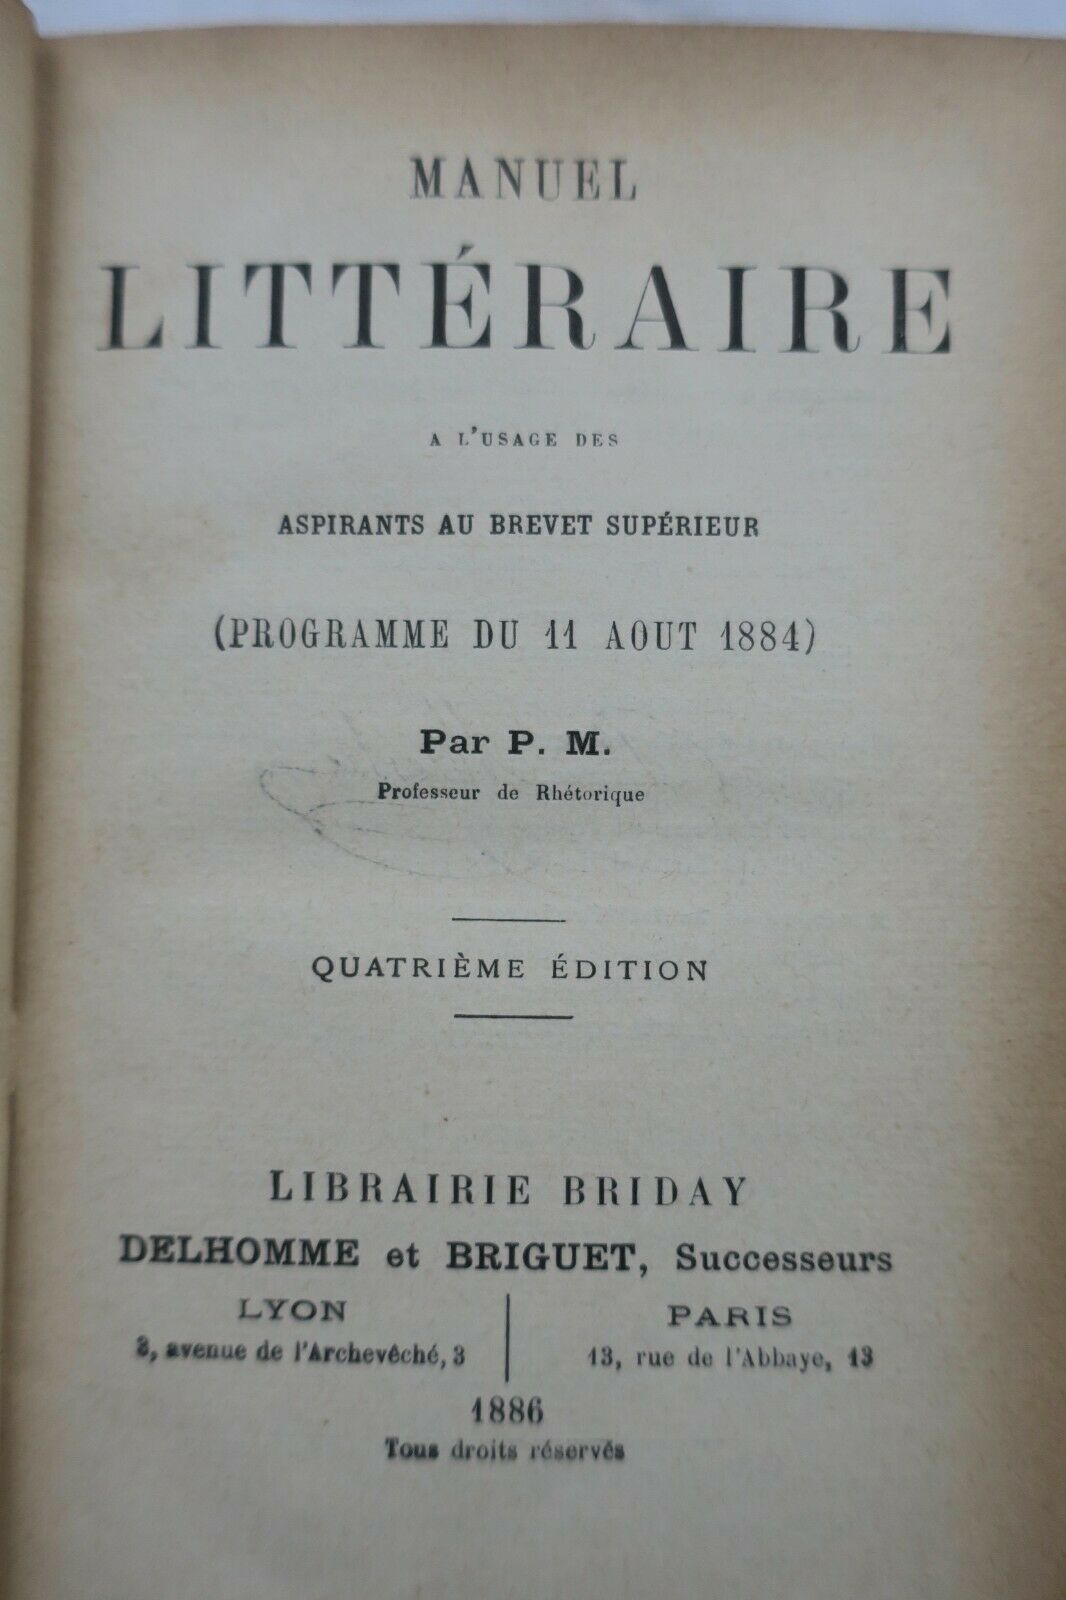 MANUEL
LITTÉRAIRE
A L'USAGE DES
ASPIRANTS AU BREVET SUPÉRIEUR
(PROGRAMME DU 11 AOUT 1884)
Par P. M.
Professeur de Rhétorique
QUATRIÈME ÉDITION
LIBRAIRIE BRIDAY
DELHOMME et BRIGUET, Successeurs
LYON
3, avenue de l'Archevêché, 3
PARIS
13, rue de l'Abbaye, 13
1886
Tous droits réservés